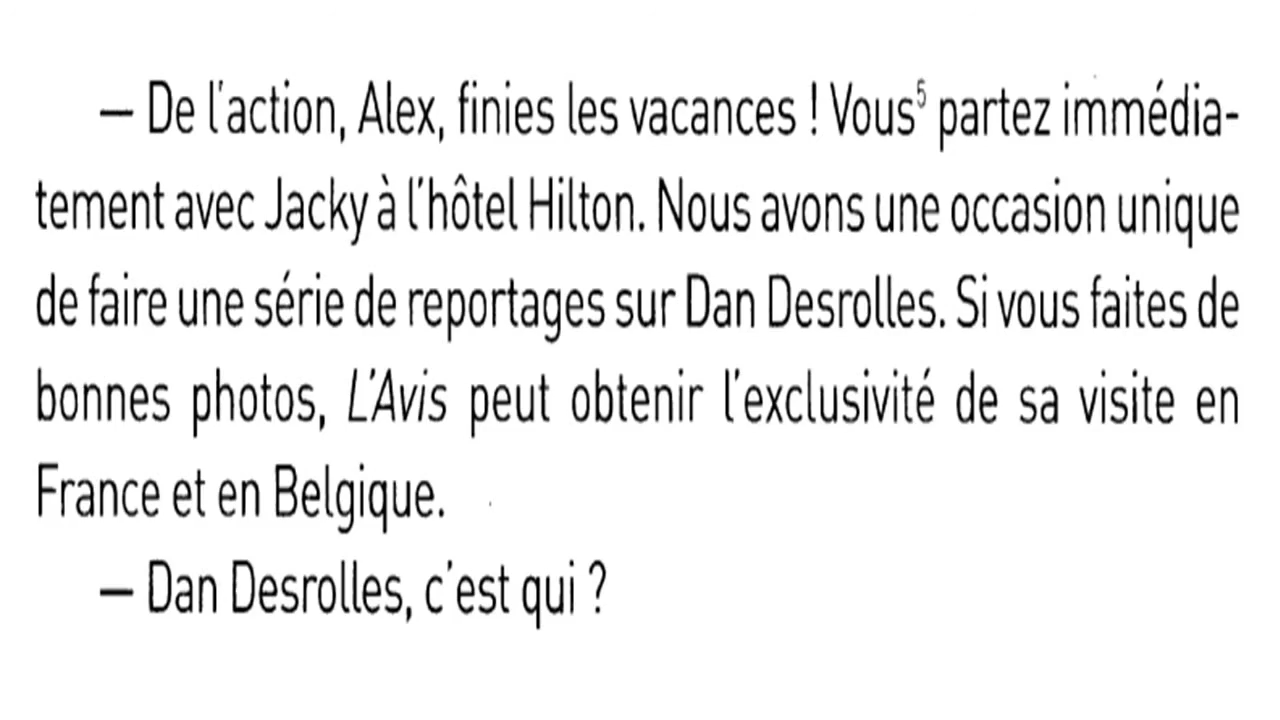 — De l'action, Alex, finies les vacances ! Vous⁵ partez immédia-
tement avec Jacky à l'hôtel Hilton. Nous avons une occasion unique
de faire une série de reportages sur Dan Desrolles. Si vous faites de
bonnes photos, L'Avis peut obtenir l'exclusivité de sa visite en
France et en Belgique.
— Dan Desrolles, c'est qui ?